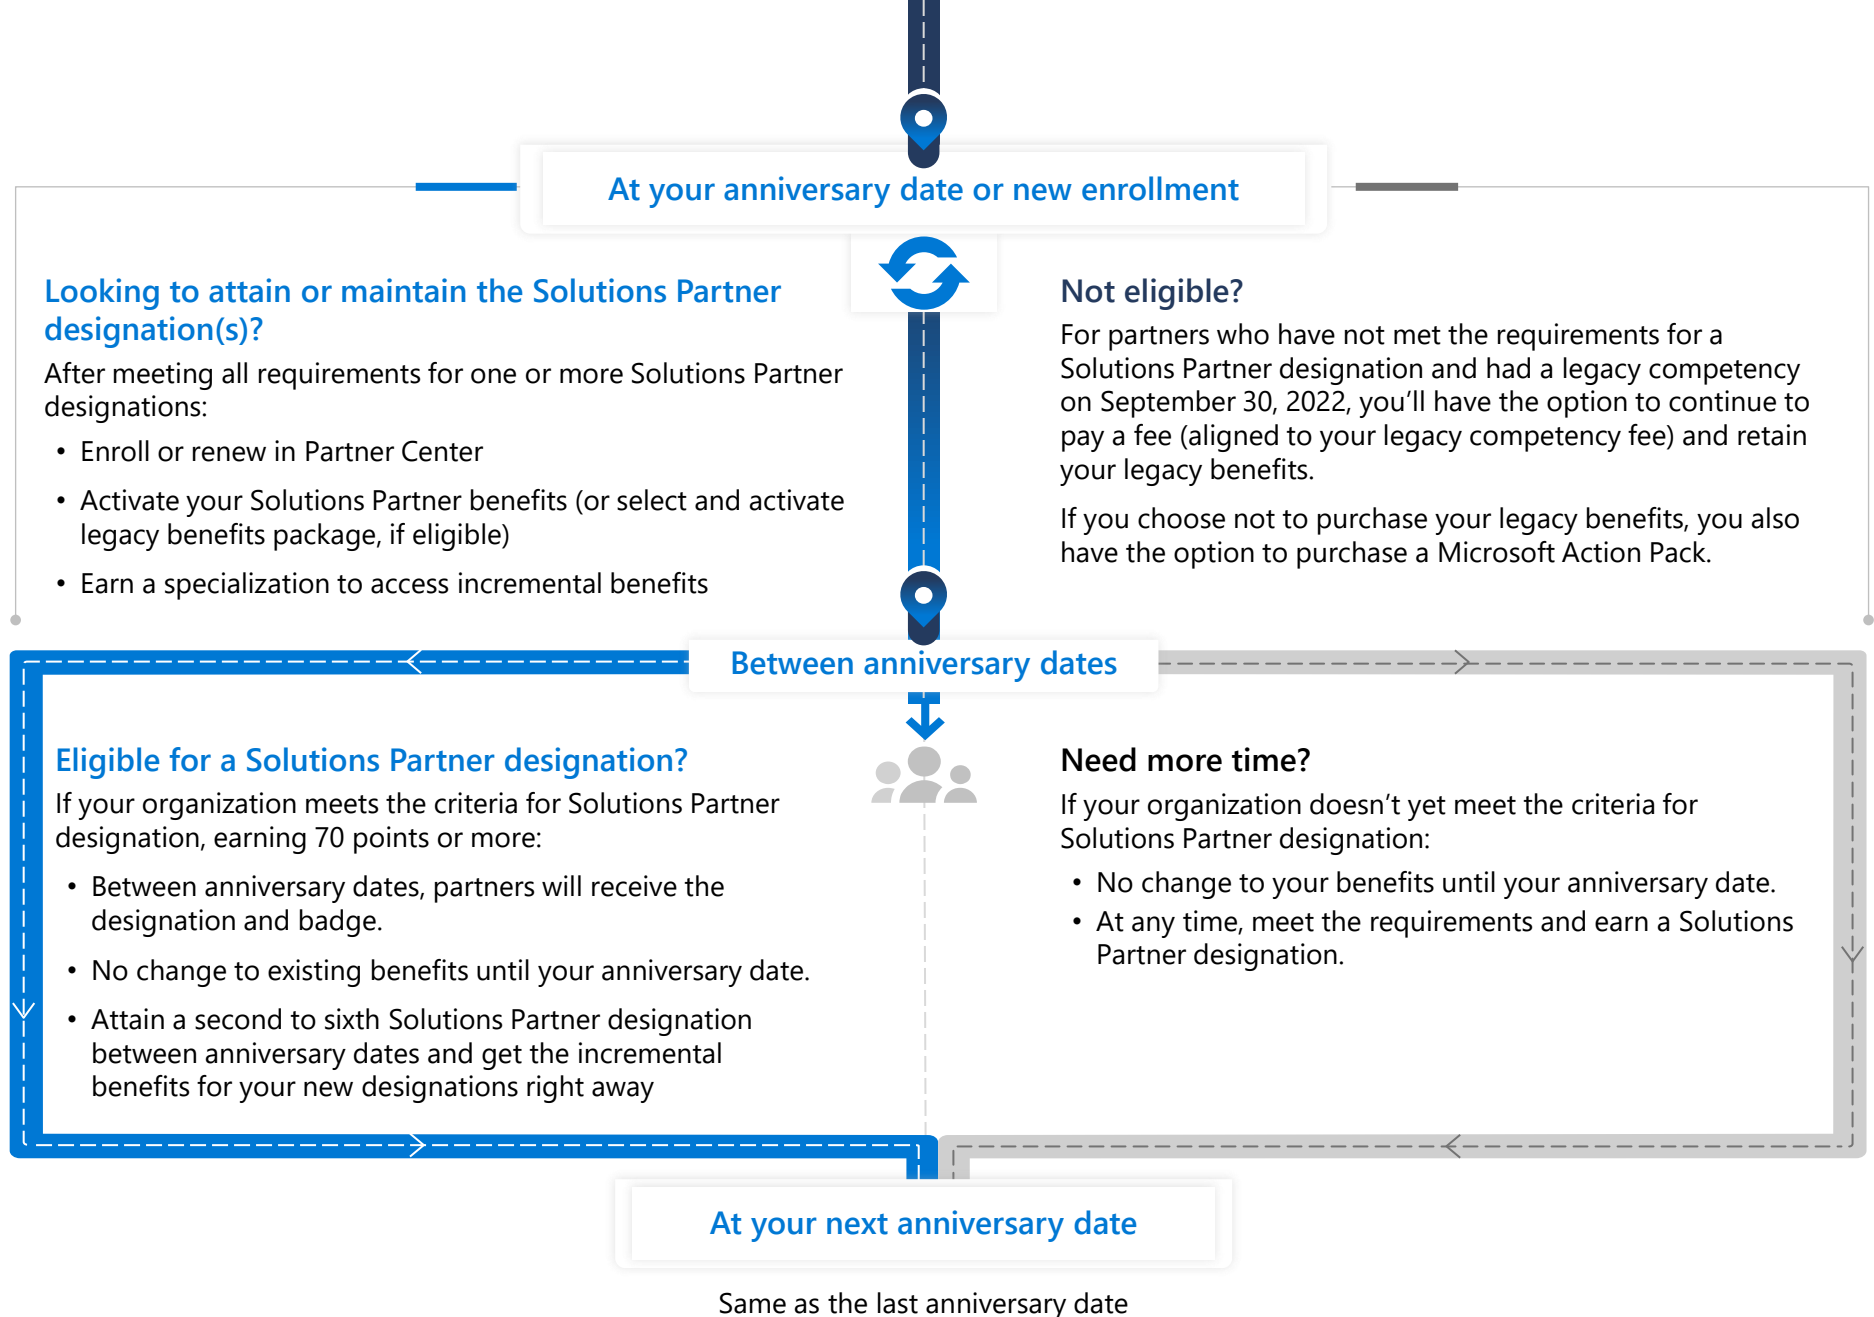 At your anniversary date or new enrollment
Looking to attain or maintain the Solutions Partner
designation(s)?
After meeting all requirements for one or more Solutions Partner
designations:
• Enroll or renew in Partner Center
• Activate your Solutions Partner benefits (or select and activate
legacy benefits package, if eligible)
• Earn a specialization to access incremental benefits
Not eligible?
For partners who have not met the requirements for a
Solutions Partner designation and had a legacy competency
on September 30, 2022, you’ll have the option to continue to
pay a fee (aligned to your legacy competency fee) and retain
your legacy benefits.
If you choose not to purchase your legacy benefits, you also
have the option to purchase a Microsoft Action Pack.
Between anniversary dates
Eligible for a Solutions Partner designation?
If your organization meets the criteria for Solutions Partner
designation, earning 70 points or more:
• Between anniversary dates, partners will receive the
designation and badge.
• No change to existing benefits until your anniversary date.
• Attain a second to sixth Solutions Partner designation
between anniversary dates and get the incremental
benefits for your new designations right away
Need more time?
If your organization doesn’t yet meet the criteria for
Solutions Partner designation:
• No change to your benefits until your anniversary date.
• At any time, meet the requirements and earn a Solutions
Partner designation.
At your next anniversary date
Same as the last anniversary date